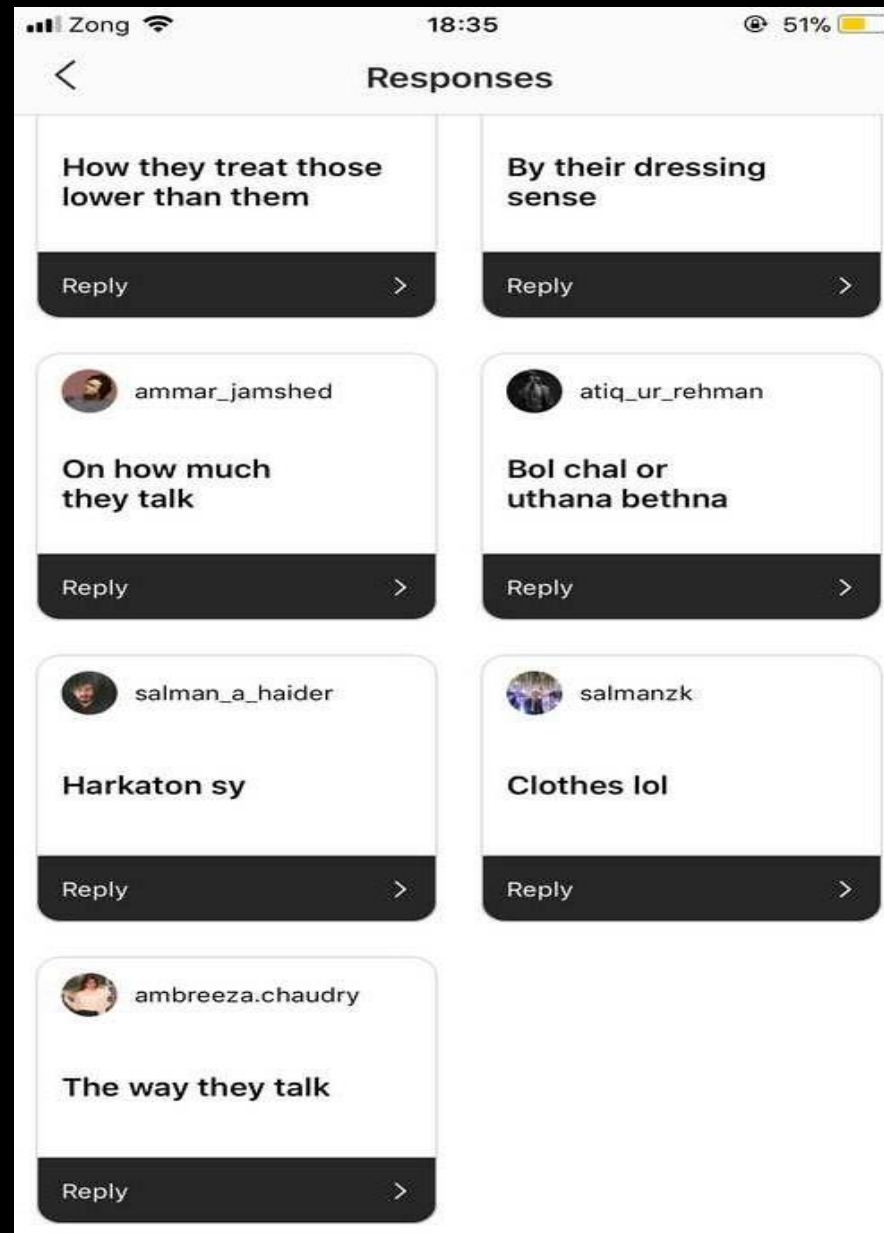 Zong 18:35 51%
Responses
How they treat those
lower than them
Reply
By their dressing
sense
Reply
ammar_jamshed
On how much
they talk
Reply
atiq_ur_rehman
Bol chal or
uthana bethna
Reply
salman_a_haider
Harkaton sy
Reply
salmanzk
Clothes lol
Reply
ambreeza.chaudry
The way they talk
Reply